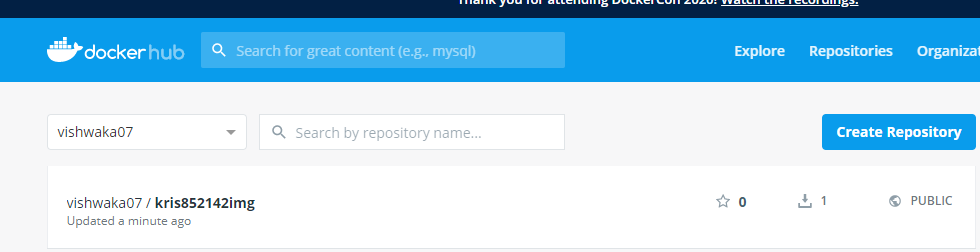 Thank you for attending DockerCon 2020! Watch the recordings.
docker hub
Search for great content (e.g., mysql)
Explore
Repositories
Organizat
vishwaka07
Search by repository name...
Create Repository
vishwaka07 / kris852142img
0
1
PUBLIC
Updated a minute ago